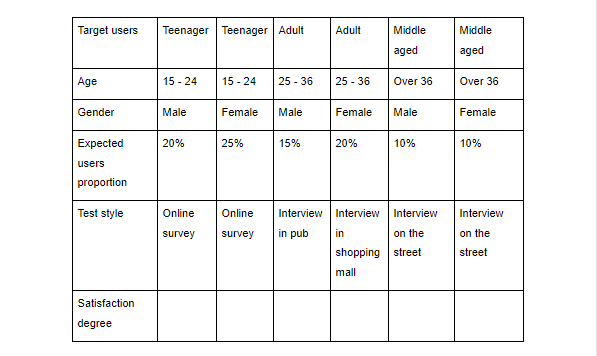 Target users Teenager Teenager Adult Adult Middle Middle
aged aged
Age 15 - 24 15 - 24 25 - 36 25 - 36 Over 36 Over 36
Gender Male Female Male Female Male Female
Expected 20% 25% 15% 20% 10% 10%
users
proportion
Test style Online Online Interview Interview Interview Interview
survey survey in pub in on the on the
shopping street street
mall
Satisfaction
degree